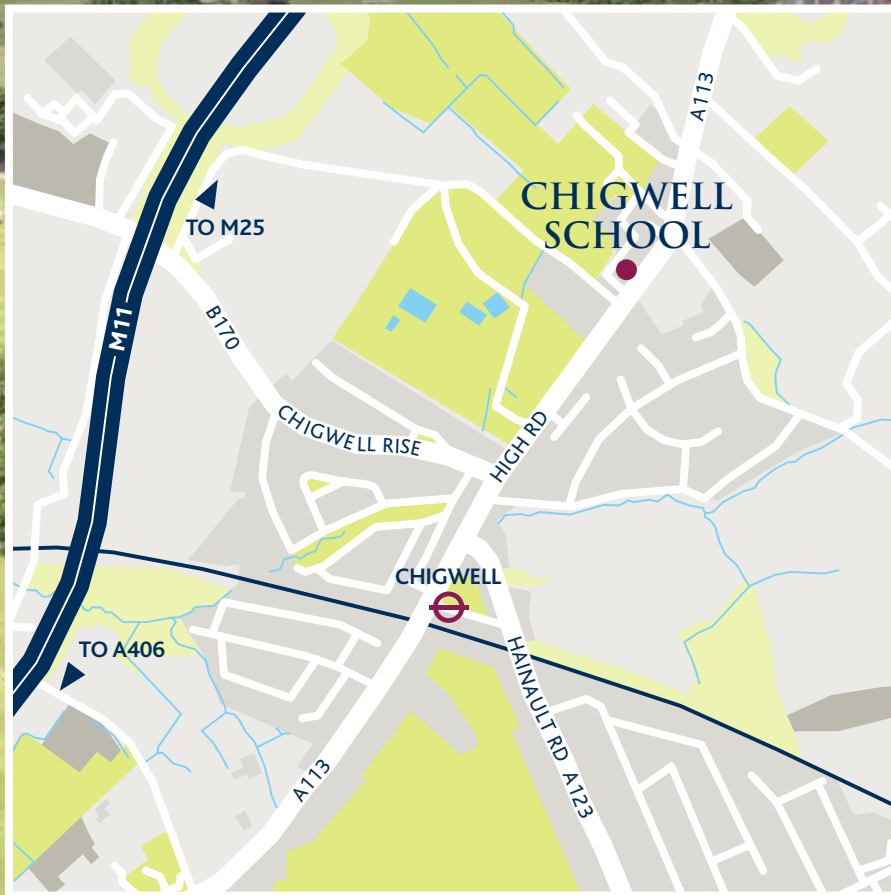 A113
CHIGWELL
SCHOOL
TO M25
M11
B170
CHIGWELL RISE
HIGH RD
CHIGWELL
TO A406
HAINAULT RD A123
A113